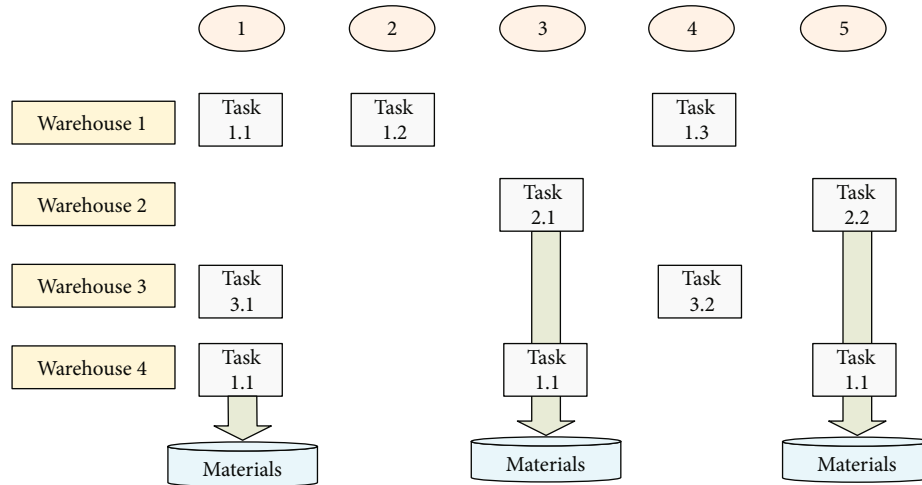 1 2 3 4 5
Warehouse 1
Task
1.1
Task
1.2
Task
1.3
Warehouse 2
Task
2.1
Task
2.2
Warehouse 3
Task
3.1
Task
3.2
Warehouse 4
Task
1.1
Task
1.1
Task
1.1
Materials
Materials
Materials